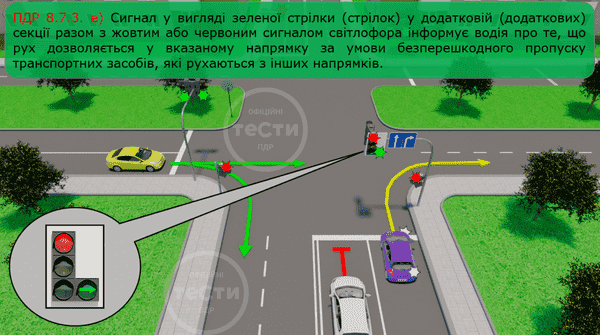 ПДР 8.7.3. е) Сигнал у вигляді зеленої стрілки (стрілок) у додатковій (додаткових)
секції разом з жовтим або червоним сигналом світлофора інформує водія про те, що
рух дозволяється у вказаному напрямку за умови безперешкодного пропуску
транспортних засобів, які рухаються з інших напрямків.
ОФІЦІЙНІ
теСти
ПДР
ОФІЦІЙНІ
теСти
ПДР